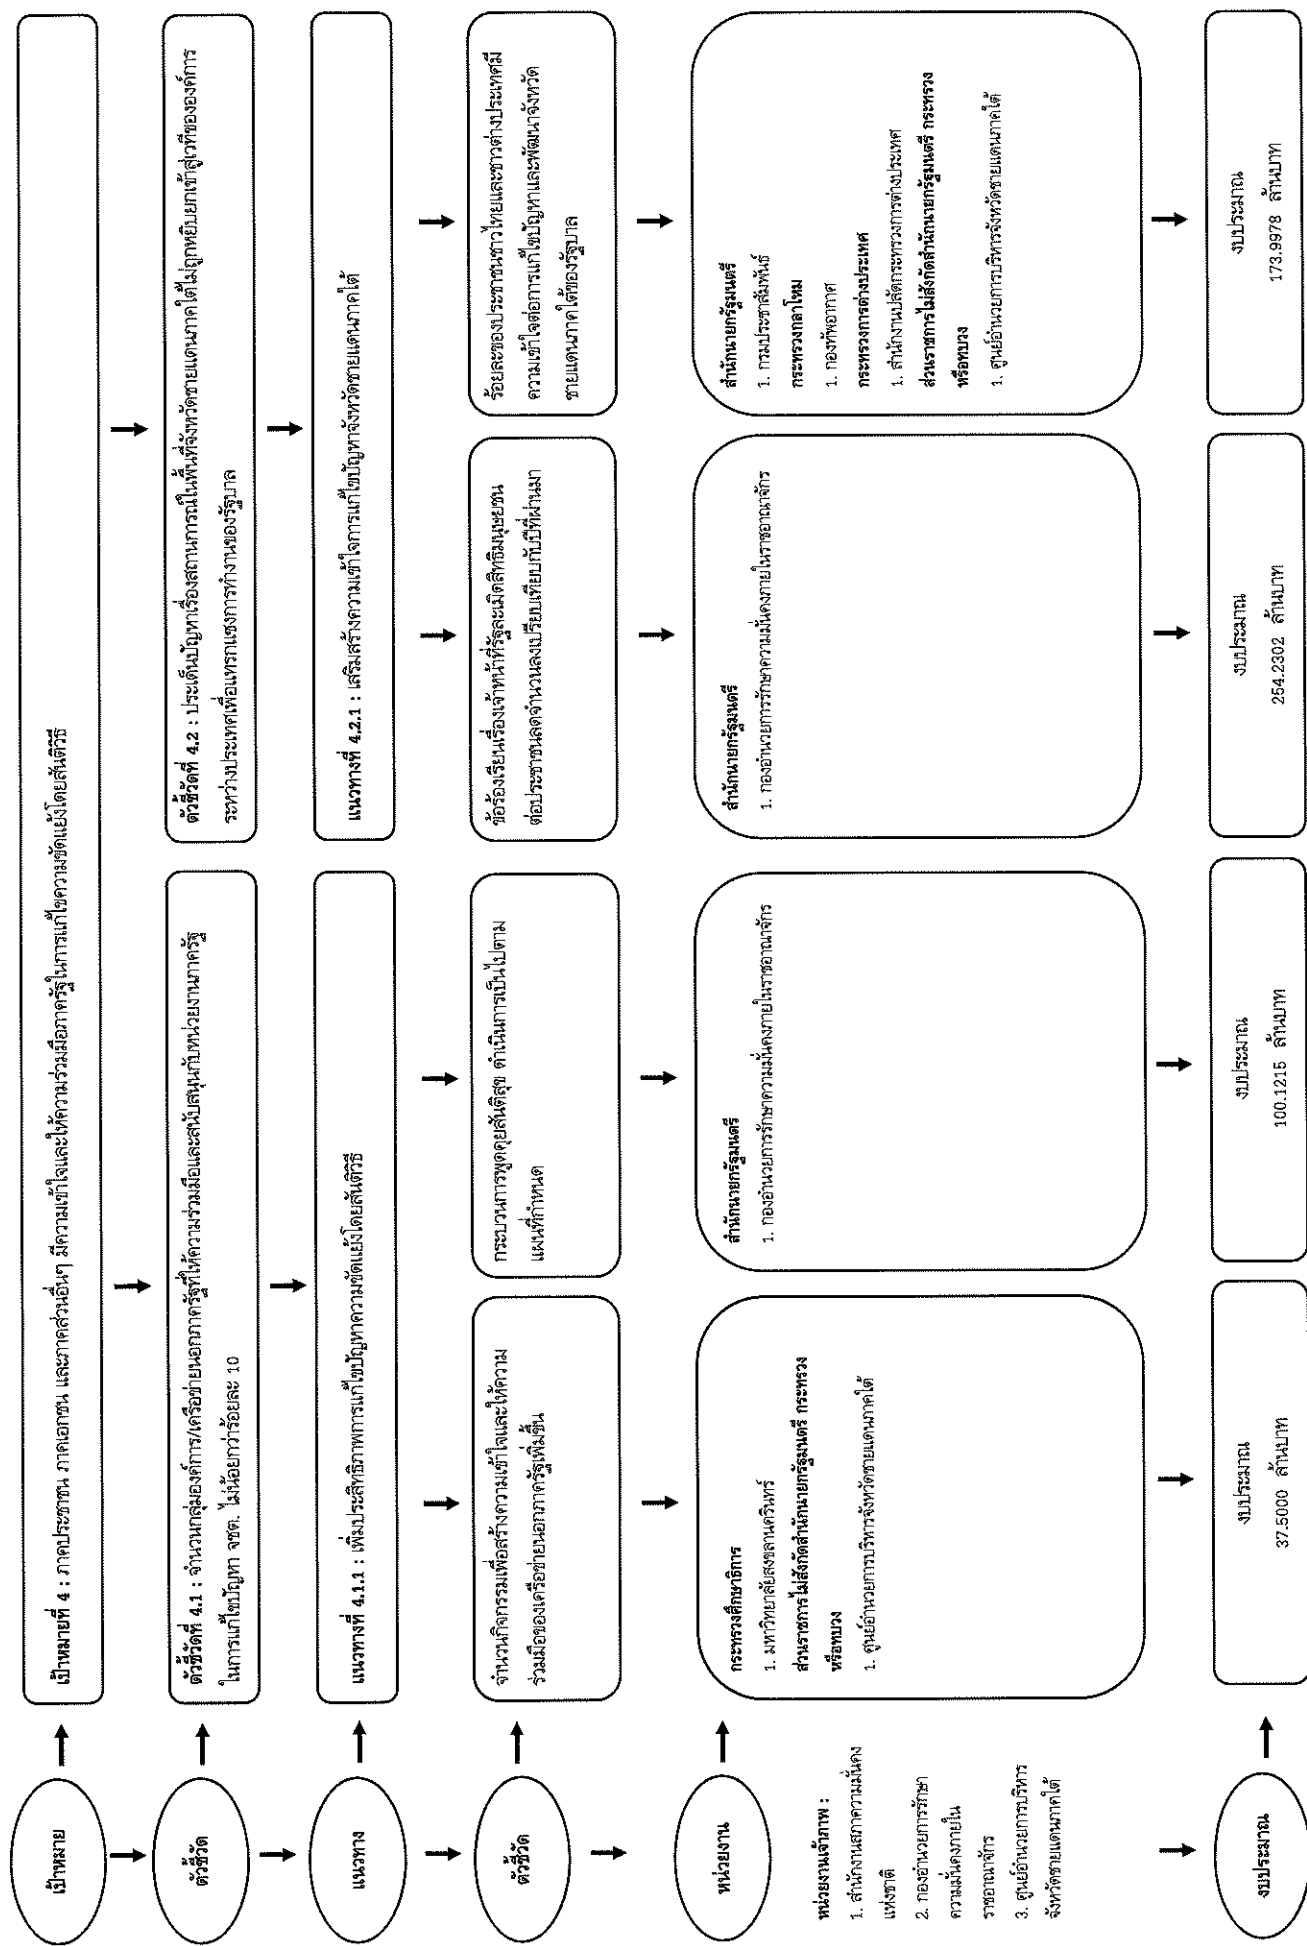 เป้าหมาย
เป้าหมายที่ 4 : ภาคประชาชน ภาคเอกชน และภาคส่วนอื่นๆ มีความเข้าใจและให้ความร่วมมือภาครัฐในการแก้ไขความขัดแย้งโดยสันติวิธี
ตัวชี้วัด
ตัวชี้วัดที่ 4.1 : จำนวนกลุ่มองค์การ/เครือข่ายนอกภาครัฐที่ให้ความร่วมมือและสนับสนุนกับหน่วยงานภาครัฐ
ในการแก้ไขปัญหา จชต. ไม่น้อยกว่าร้อยละ 10
ตัวชี้วัดที่ 4.2 : ประเด็นปัญหาเรื่องสถานการณ์ในพื้นที่จังหวัดชายแดนภาคใต้ไม่ถูกหยิบยกเข้าสู่เวทีขององค์การ
ระหว่างประเทศเพื่อแทรกแซงการทำงานของรัฐบาล
แนวทาง
แนวทางที่ 4.1.1 : เพิ่มประสิทธิภาพการแก้ไขปัญหาความขัดแย้งโดยสันติวิธี
แนวทางที่ 4.2.1 : เสริมสร้างความเข้าใจการแก้ไขปัญหาจังหวัดชายแดนภาคใต้
ตัวชี้วัด
จำนวนกิจกรรมเพื่อสร้างความเข้าใจและให้ความ
ร่วมมือของเครือข่ายนอกภาครัฐเพิ่มขึ้น
กระบวนการพูดคุยสันติสุข ดำเนินการเป็นไปตาม
แผนที่กำหนด
ข้อร้องเรียนเรื่องเจ้าหน้าที่รัฐละเมิดสิทธิมนุษยชน
ต่อประชาชนลดจำนวนลงเปรียบเทียบกับปีที่ผ่านมา
ร้อยละของประชาชนชาวไทยและชาวต่างประเทศมี
ความเข้าใจต่อการแก้ไขปัญหาและพัฒนาจังหวัด
ชายแดนภาคใต้ของรัฐบาล
หน่วยงาน
หน่วยงานเจ้าภาพ :
1. สำนักงานสภาความมั่นคง
แห่งชาติ
2. กองอำนวยการรักษา
ความมั่นคงภายใน
ราชอาณาจักร
3. ศูนย์อำนวยการบริหาร
จังหวัดชายแดนภาคใต้
กระทรวงศึกษาธิการ
1. มหาวิทยาลัยสงขลานครินทร์
ส่วนราชการไม่สังกัดสำนักนายกรัฐมนตรี กระทรวง
หรือทบวง
1. ศูนย์อำนวยการบริหารจังหวัดชายแดนภาคใต้
สำนักนายกรัฐมนตรี
1. กองอำนวยการรักษาความมั่นคงภายในราชอาณาจักร
สำนักนายกรัฐมนตรี
1. กองอำนวยการรักษาความมั่นคงภายในราชอาณาจักร
สำนักนายกรัฐมนตรี
1. กรมประชาสัมพันธ์
กระทรวงกลาโหม
1. กองทัพอากาศ
กระทรวงการต่างประเทศ
1. สำนักงานปลัดกระทรวงการต่างประเทศ
ส่วนราชการไม่สังกัดสำนักนายกรัฐมนตรี กระทรวง
หรือทบวง
1. ศูนย์อำนวยการบริหารจังหวัดชายแดนภาคใต้
งบประมาณ
งบประมาณ
37.5000 ล้านบาท
งบประมาณ
100.1215 ล้านบาท
งบประมาณ
254.2302 ล้านบาท
งบประมาณ
173.9978 ล้านบาท